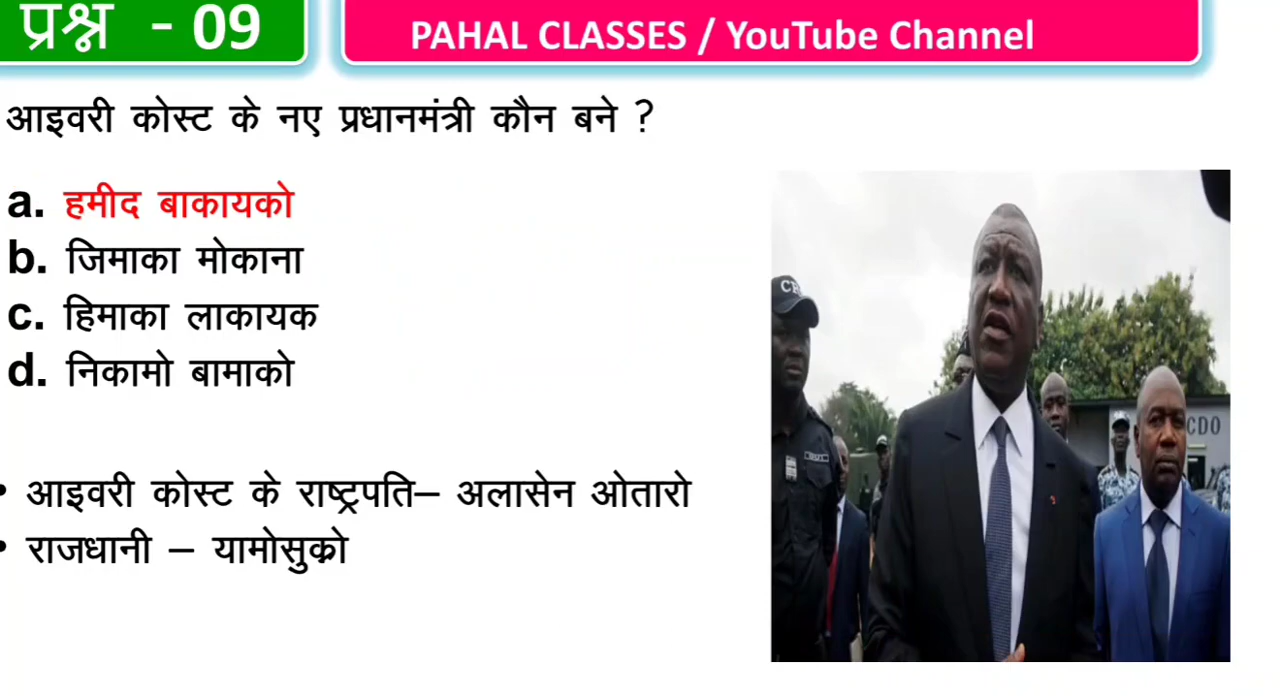 प्रश्न - 09
PAHAL CLASSES / YouTube Channel
आइवरी कोस्ट के नए प्रधानमंत्री कौन बने ?
a. हमीद बाकायको
b. जिमाका मोकाना
c. हिमाका लाकायक
d. निकामो बामाको
• आइवरी कोस्ट के राष्ट्रपति– अलासेन ओतारो
• राजधानी – यामोसुक्रो
CDO